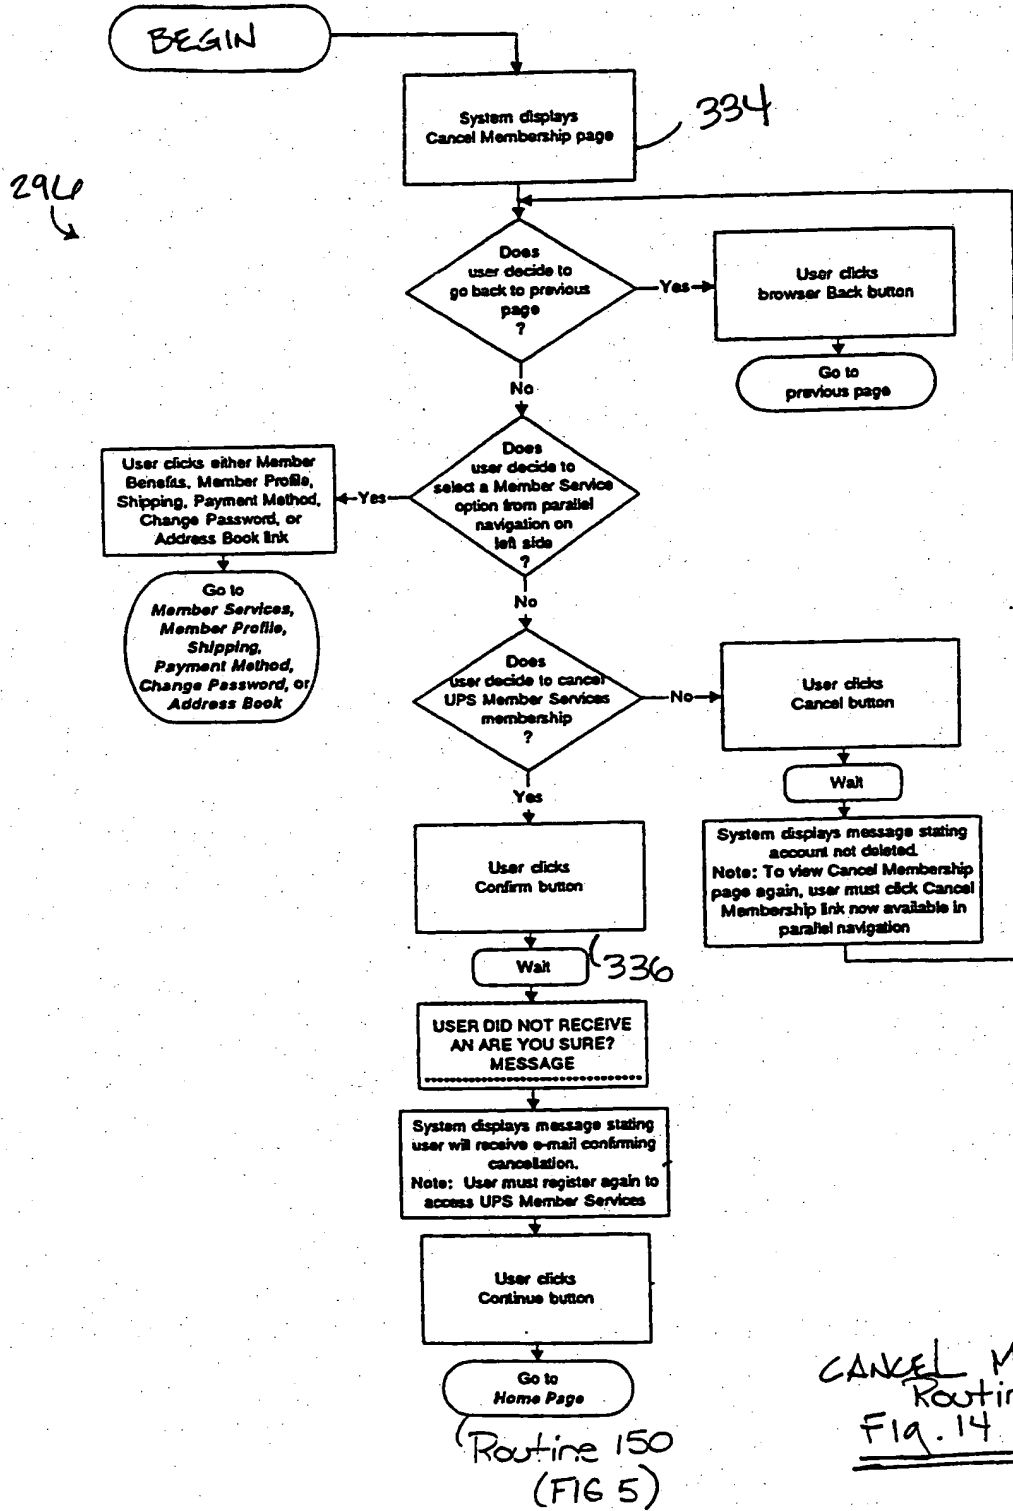 BEGIN
System displays
Cancel Membership page
334
296
Does
user decide to
go back to previous
page
?
Yes
User clicks
browser Back button
Go to
previous page
No
Does
user decide to
select a Member Service
option from parallel
navigation on
left side
?
Yes
User clicks either Member
Benefits, Member Profile,
Shipping, Payment Method,
Change Password, or
Address Book link
Go to
Member Services,
Member Profile,
Shipping,
Payment Method,
Change Password, or
Address Book
No
Does
user decide to cancel
UPS Member Services
membership
?
No
User clicks
Cancel button
Wait
System displays message stating
account not deleted.
Note: To view Cancel Membership
page again, user must click Cancel
Membership link now available in
parallel navigation
Yes
User clicks
Confirm button
Wait
336
USER DID NOT RECEIVE
AN ARE YOU SURE?
MESSAGE
System displays message stating
user will receive e-mail confirming
cancellation.
Note: User must register again to
access UPS Member Services
User clicks
Continue button
Go to
Home Page
Routine 150
(FIG 5)
CANCEL M
Routin
Fig. 14